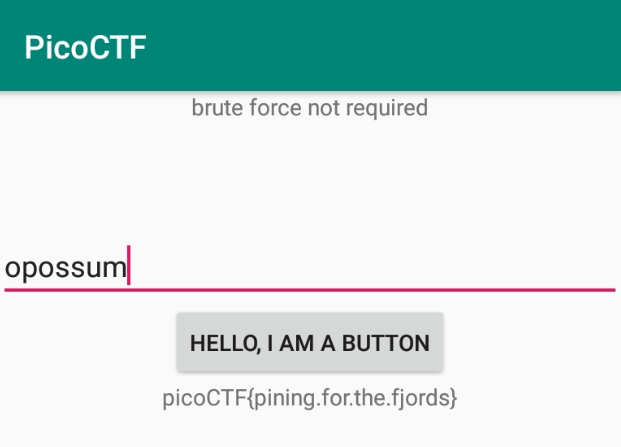 PicoCTF
brute force not required
opossum
HELLO, I AM A BUTTON
picoCTF{pining.for.the.fjords}